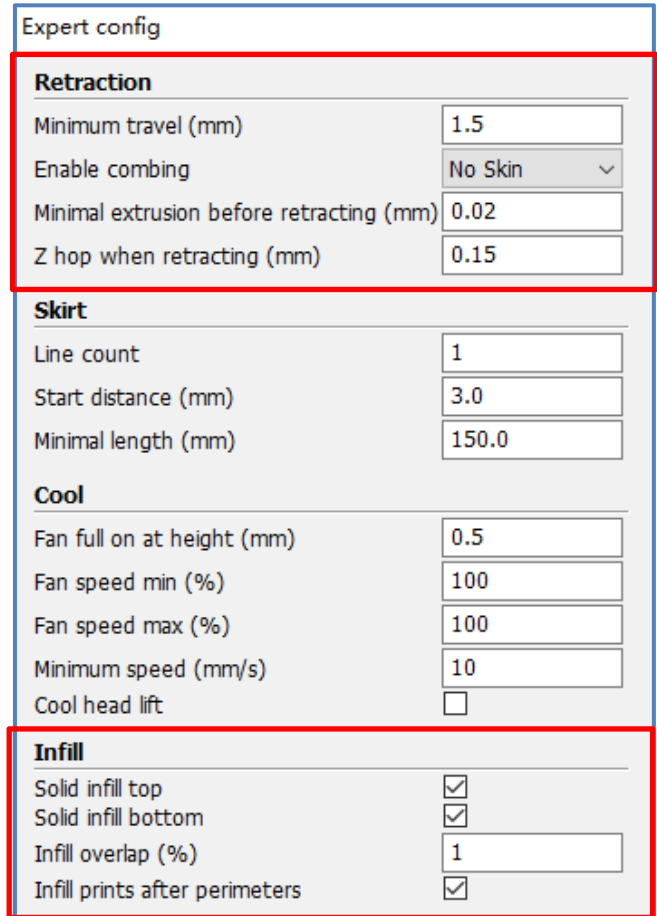 Expert config
Retraction
Minimum travel (mm) 1.5
Enable combing No Skin
Minimal extrusion before retracting (mm) 0.02
Z hop when retracting (mm) 0.15
Skirt
Line count 1
Start distance (mm) 3.0
Minimal length (mm) 150.0
Cool
Fan full on at height (mm) 0.5
Fan speed min (%) 100
Fan speed max (%) 100
Minimum speed (mm/s) 10
Cool head lift
Infill
Solid infill top
Solid infill bottom
Infill overlap (%) 1
Infill prints after perimeters